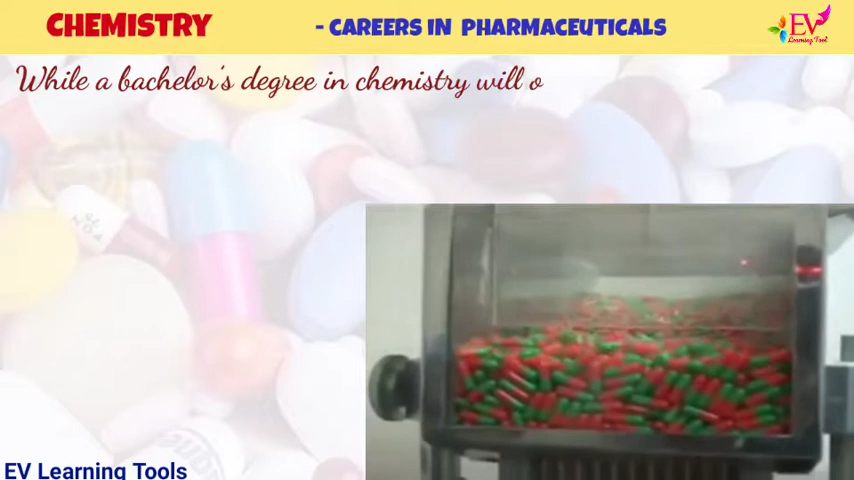 CHEMISTRY
- CAREERS IN PHARMACEUTICALS
EV
Learning Tool
While a bachelor's degree in chemistry will o
EV Learning Tools